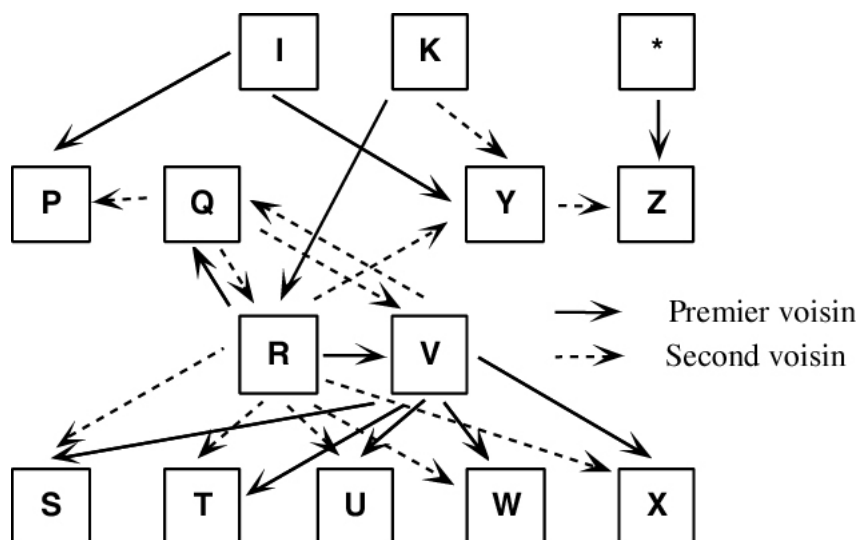 I K *
P Q Y Z
R V
Premier voisin
Second voisin
S T U W X